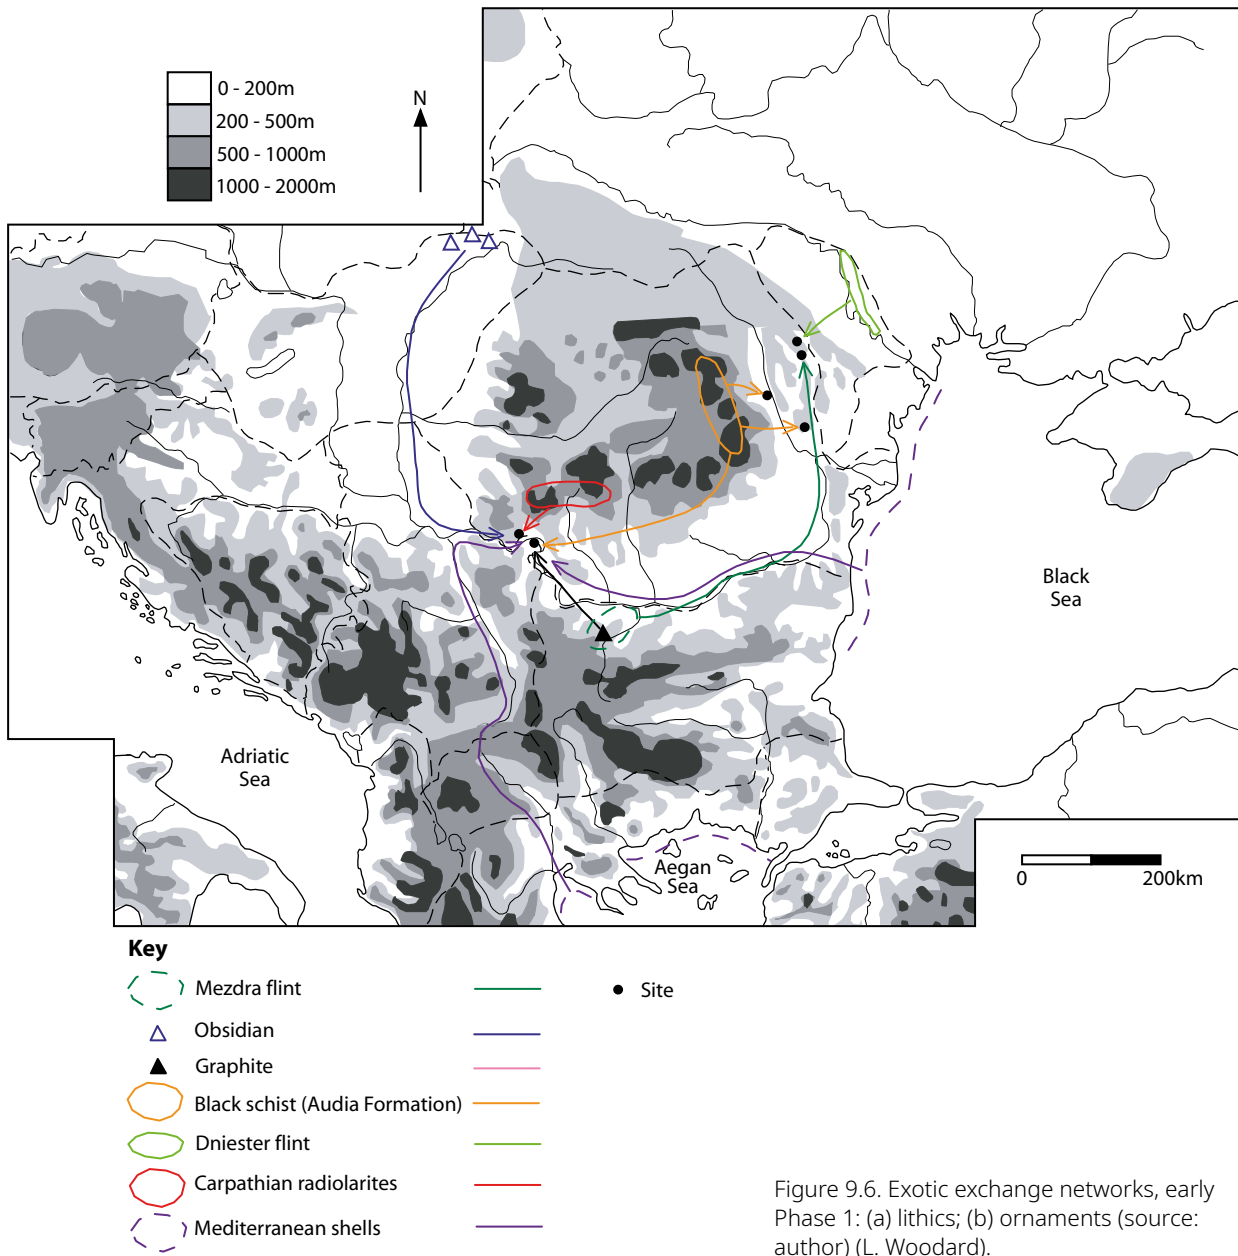 0 - 200m
200 - 500m
500 - 1000m
1000 - 2000m
N
Black
Sea
Adriatic
Sea
Aegan
Sea
0 200km
Key
Mezdra flint
Site
Obsidian
Graphite
Black schist (Audia Formation)
Dniester flint
Carpathian radiolarites
Mediterranean shells
Figure 9.6. Exotic exchange networks, early
Phase 1: (a) lithics; (b) ornaments (source:
author) (L. Woodard).